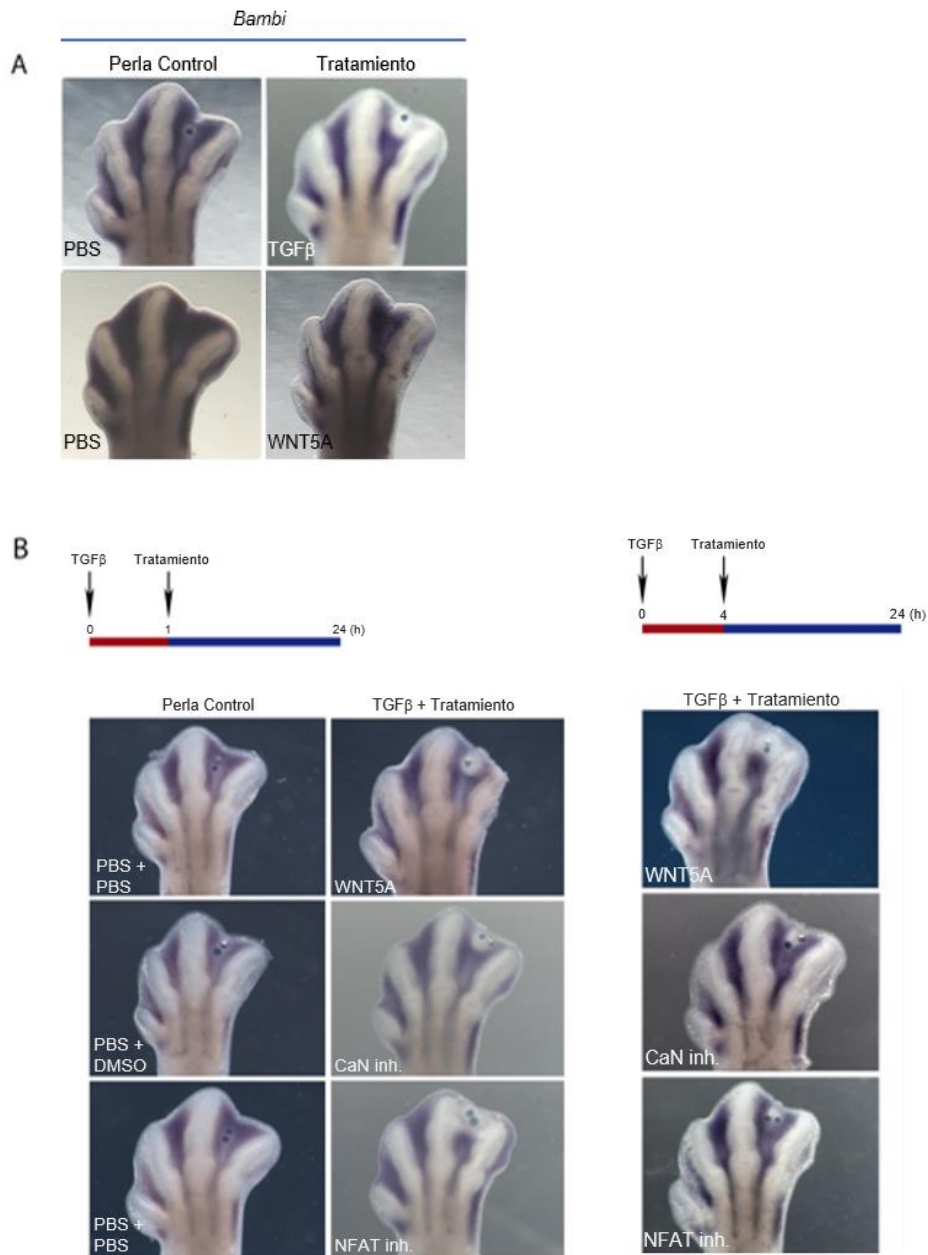 Bambi
A
Perla Control
Tratamiento
PBS
TGFβ
PBS
WNT5A
B
TGFβ
Tratamiento
0
1
24 (h)
TGFβ
Tratamiento
0
4
24 (h)
Perla Control
TGFβ + Tratamiento
TGFβ + Tratamiento
PBS +
PBS
WNT5A
WNT5A
PBS +
DMSO
CaN inh.
CaN inh.
PBS +
PBS
NFAT inh.
NFAT inh.